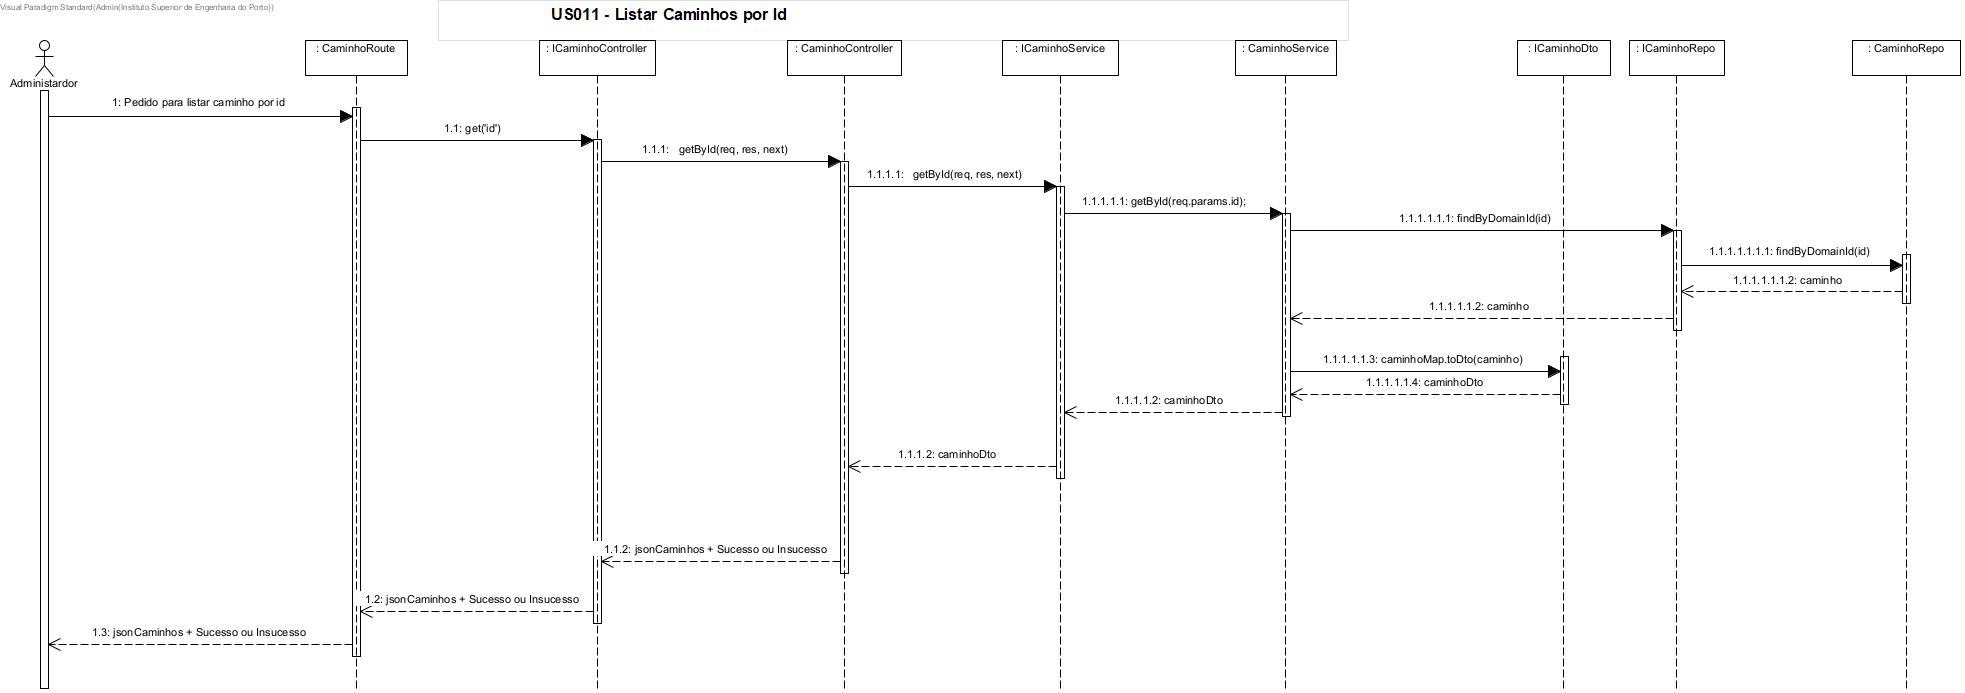 Visual Paradigm Standard(Admin(Instituto Superior de Engenharia do Porto))
US011 - Listar Caminhos por Id
: CaminhoRoute
: ICaminhoController
: CaminhoController
: ICaminhoService
: CaminhoService
: ICaminhoDto
: ICaminhoRepo
: CaminhoRepo
Administardor
1: Pedido para listar caminho por id
1.1: get('id')
1.1.1: getById(req, res, next)
1.1.1.1: getById(req, res, next)
1.1.1.1.1: getById(req.params.id);
1.1.1.1.1.1: findByDomainId(id)
1.1.1.1.1.1.1: findByDomainId(id)
1.1.1.1.1.1.2: caminho
1.1.1.1.1.2: caminho
1.1.1.1.1.3: caminhoMap.toDto(caminho)
1.1.1.1.1.4: caminhoDto
1.1.1.1.2: caminhoDto
1.1.1.2: caminhoDto
1.1.2: jsonCaminhos + Sucesso ou Insucesso
1.2: jsonCaminhos + Sucesso ou Insucesso
1.3: jsonCaminhos + Sucesso ou Insucesso